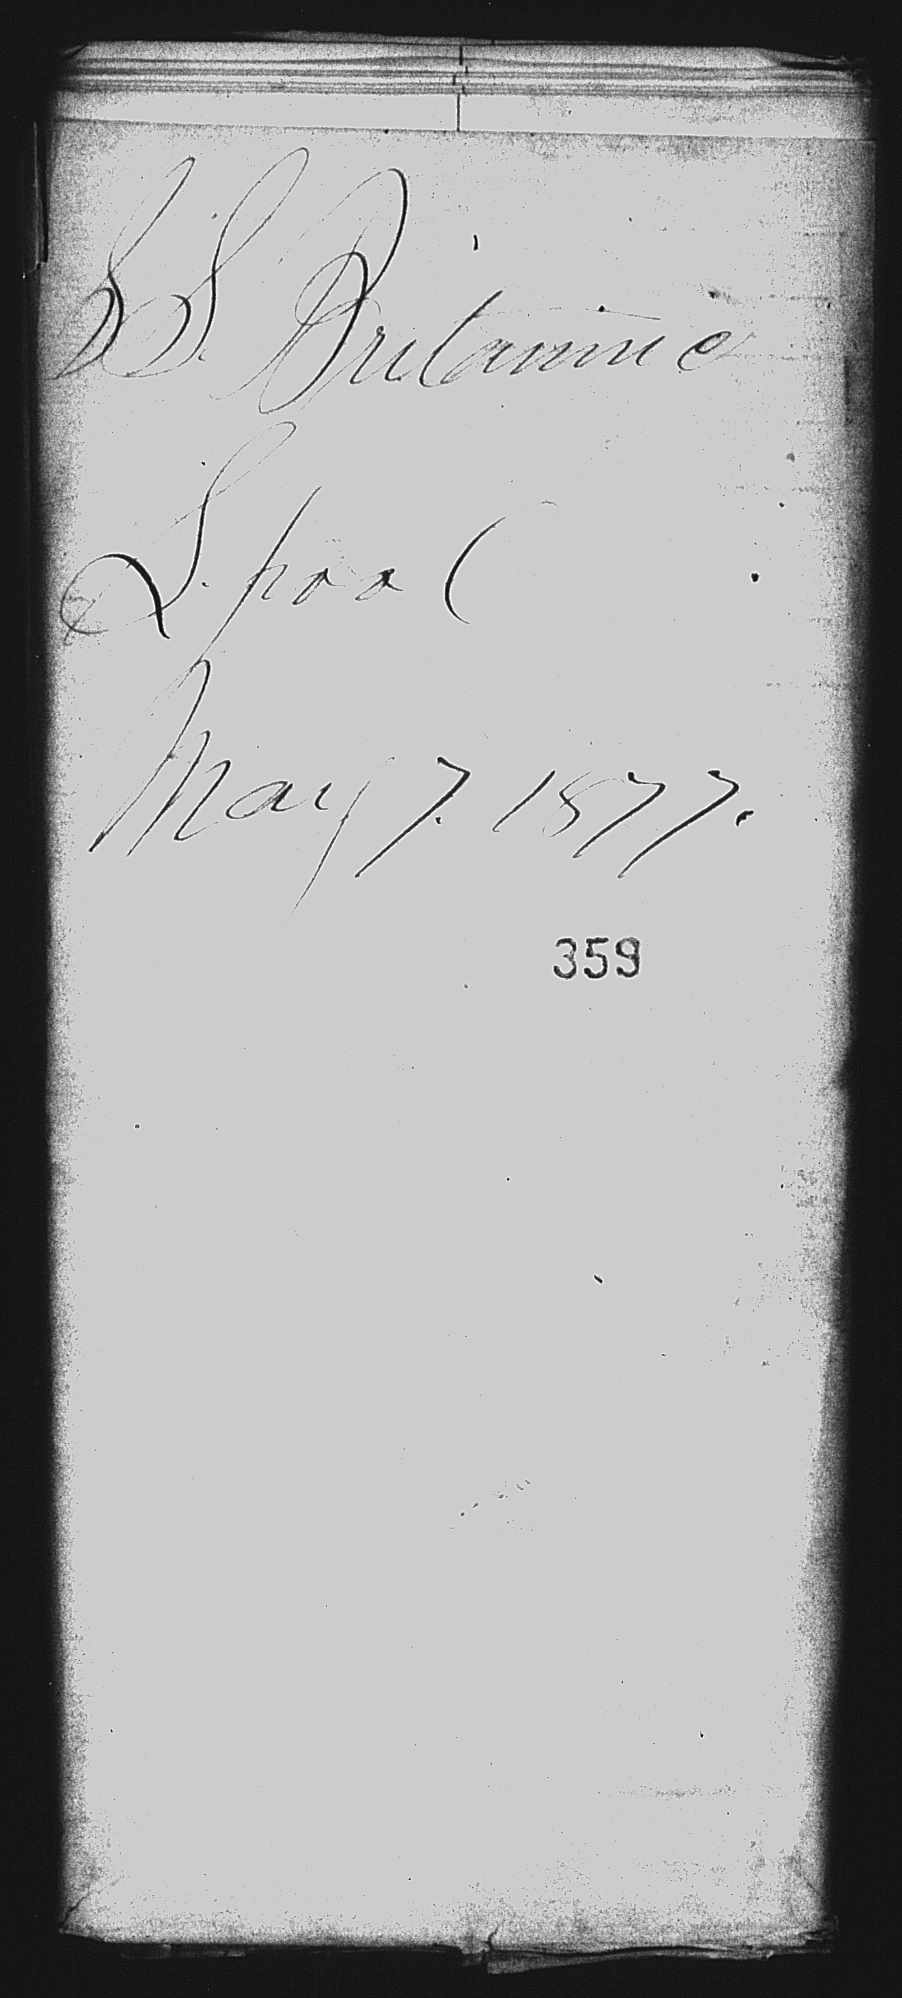 S.S. Britannic
L.pool
May 7. 1877.
359